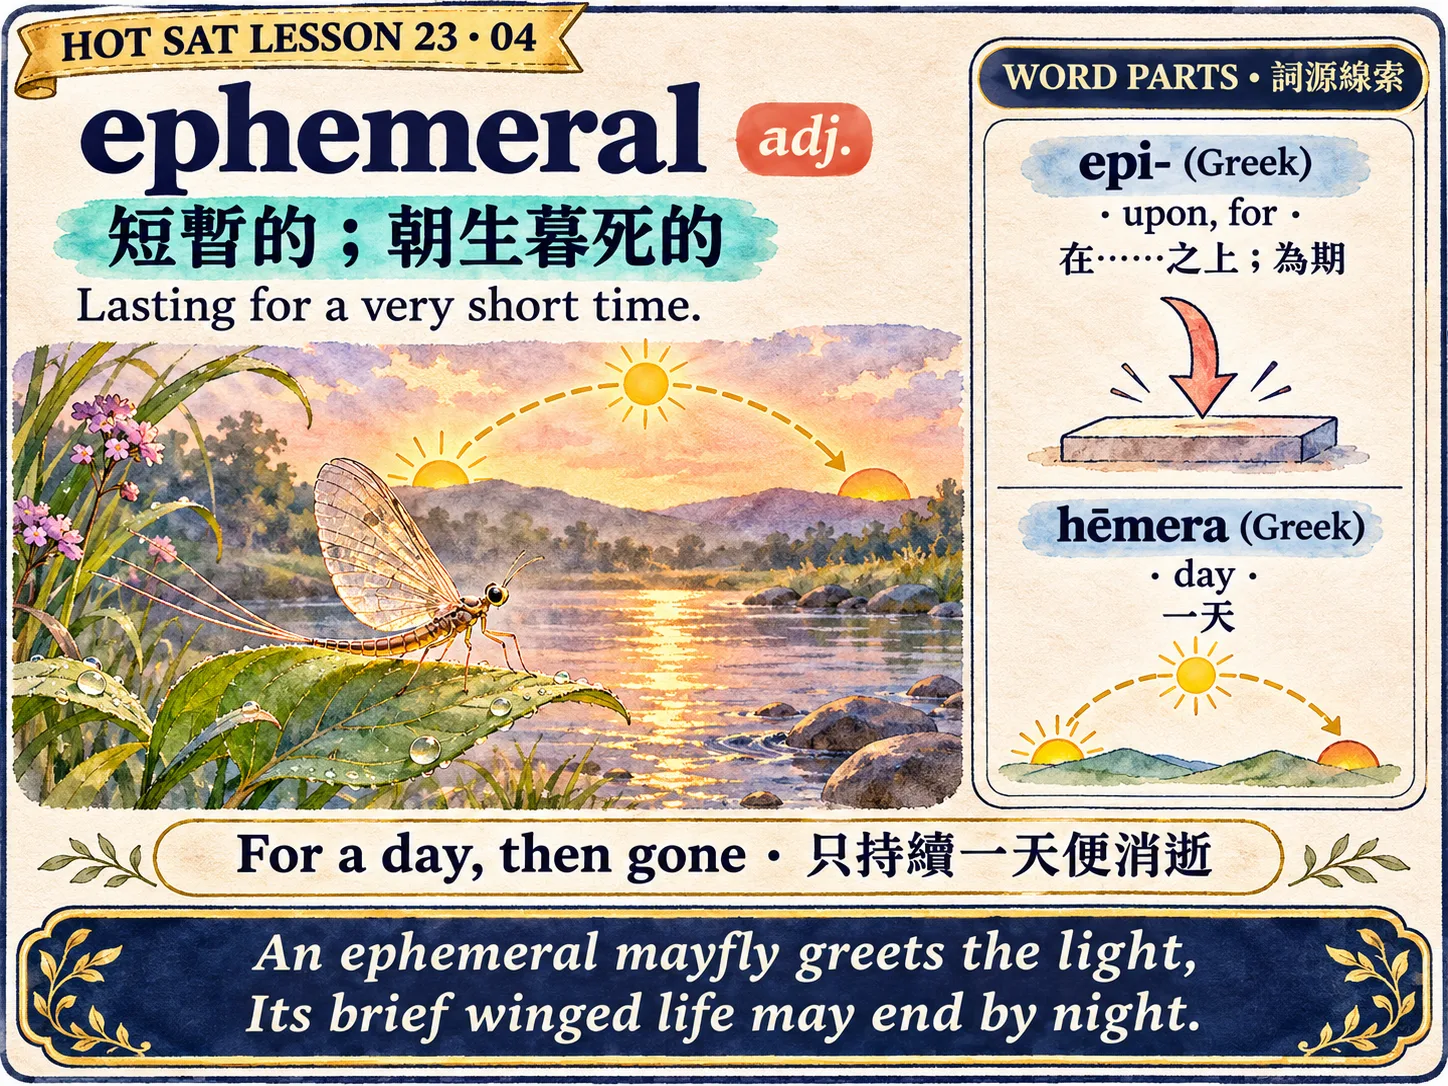 HOT SAT LESSON 23 • 04
ephemeral adj.
短暫的；朝生暮死的
Lasting for a very short time.
WORD PARTS • 詞源線索
epi- (Greek)
• upon, for •
在……之上；為期
hēmera (Greek)
• day •
一天
For a day, then gone • 只持續一天便消逝
An ephemeral mayfly greets the light,
Its brief winged life may end by night.